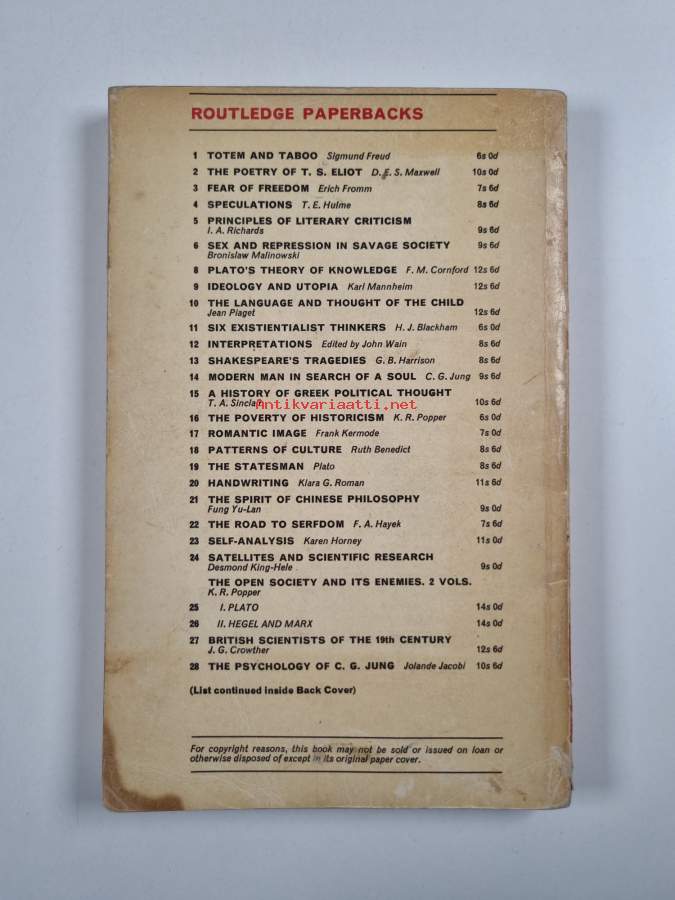 ROUTLEDGE PAPERBACKS
1 TOTEM AND TABOO Sigmund Freud 6s 0d
2 THE POETRY OF T. S. ELIOT D. E. S. Maxwell 10s 0d
3 FEAR OF FREEDOM Erich Fromm 7s 6d
4 SPECULATIONS T. E. Hulme 8s 6d
5 PRINCIPLES OF LITERARY CRITICISM
I. A. Richards 9s 6d
6 SEX AND REPRESSION IN SAVAGE SOCIETY 9s 6d
Bronislaw Malinowski
8 PLATO'S THEORY OF KNOWLEDGE F. M. Cornford 12s 6d
9 IDEOLOGY AND UTOPIA Karl Mannheim 12s 6d
10 THE LANGUAGE AND THOUGHT OF THE CHILD
Jean Piaget 12s 6d
11 SIX EXISTIENTIALIST THINKERS H. J. Blackham 6s 0d
12 INTERPRETATIONS Edited by John Wain 8s 6d
13 SHAKESPEARE'S TRAGEDIES G. B. Harrison 8s 6d
14 MODERN MAN IN SEARCH OF A SOUL C. G. Jung 9s 6d
15 A HISTORY OF GREEK POLITICAL THOUGHT
T. A. Sinclair 10s 6d
Antikvariaatti.net
16 THE POVERTY OF HISTORICISM K. R. Popper 6s 0d
17 ROMANTIC IMAGE Frank Kermode 7s 0d
18 PATTERNS OF CULTURE Ruth Benedict 8s 6d
19 THE STATESMAN Plato 8s 6d
20 HANDWRITING Klara G. Roman 11s 6d
21 THE SPIRIT OF CHINESE PHILOSOPHY
Fung Yu-Lan 9s 0d
22 THE ROAD TO SERFDOM F. A. Hayek 7s 6d
23 SELF-ANALYSIS Karen Horney 11s 0d
24 SATELLITES AND SCIENTIFIC RESEARCH
Desmond King-Hele 9s 0d
THE OPEN SOCIETY AND ITS ENEMIES. 2 VOLS.
K. R. Popper
25 I. PLATO 14s 0d
26 II. HEGEL AND MARX 14s 0d
27 BRITISH SCIENTISTS OF THE 19th CENTURY
J. G. Crowther 12s 6d
28 THE PSYCHOLOGY OF C. G. JUNG Jolande Jacobi 10s 6d
(List continued inside Back Cover)
For copyright reasons, this book may not be sold or issued on loan or
otherwise disposed of except in its original paper cover.